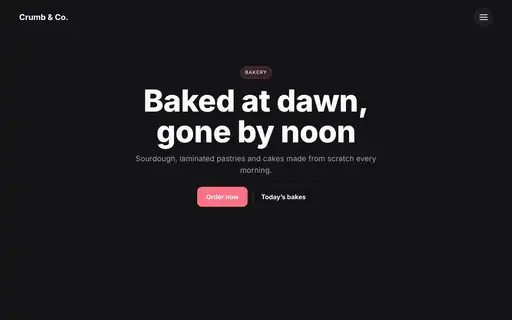 Crumb & Co.
BAKERY
Baked at dawn,
gone by noon
Sourdough, laminated pastries and cakes made from scratch every
morning.
Order now
Today's bakes